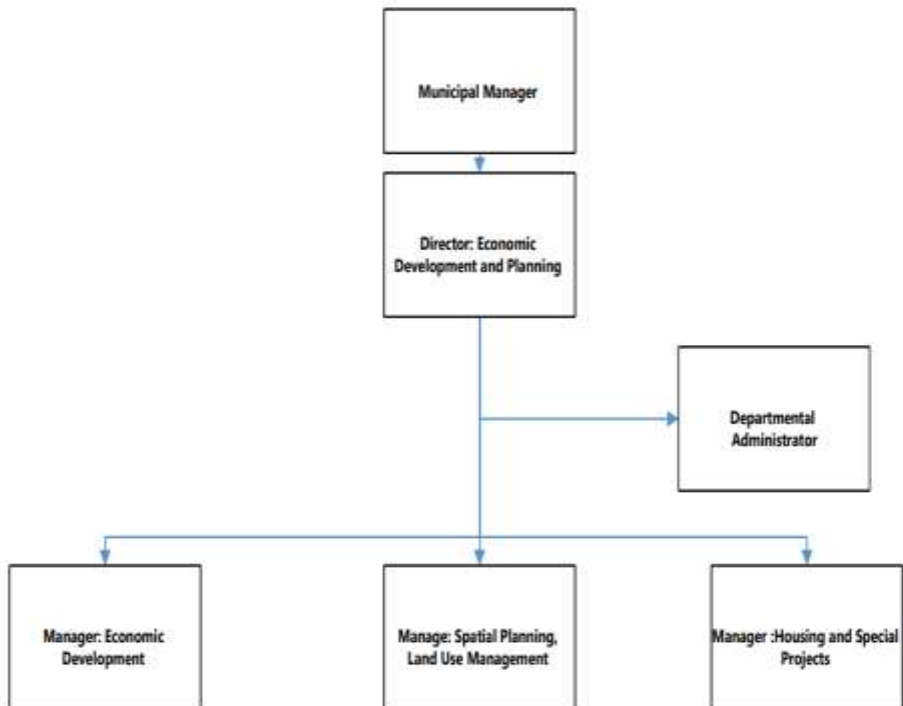 Municipal Manager
Director: Economic
Development and Planning
Departmental
Administrator
Manager: Economic
Development
Manage: Spatial Planning,
Land Use Management
Manager :Housing and Special
Projects